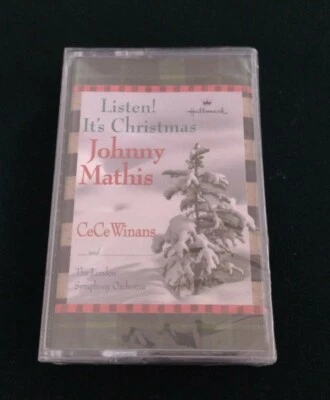 Listen!
Hallmark
It's Christmas
Johnny
Mathis
CeCe Winans
and
The London
Symphony Orchestra